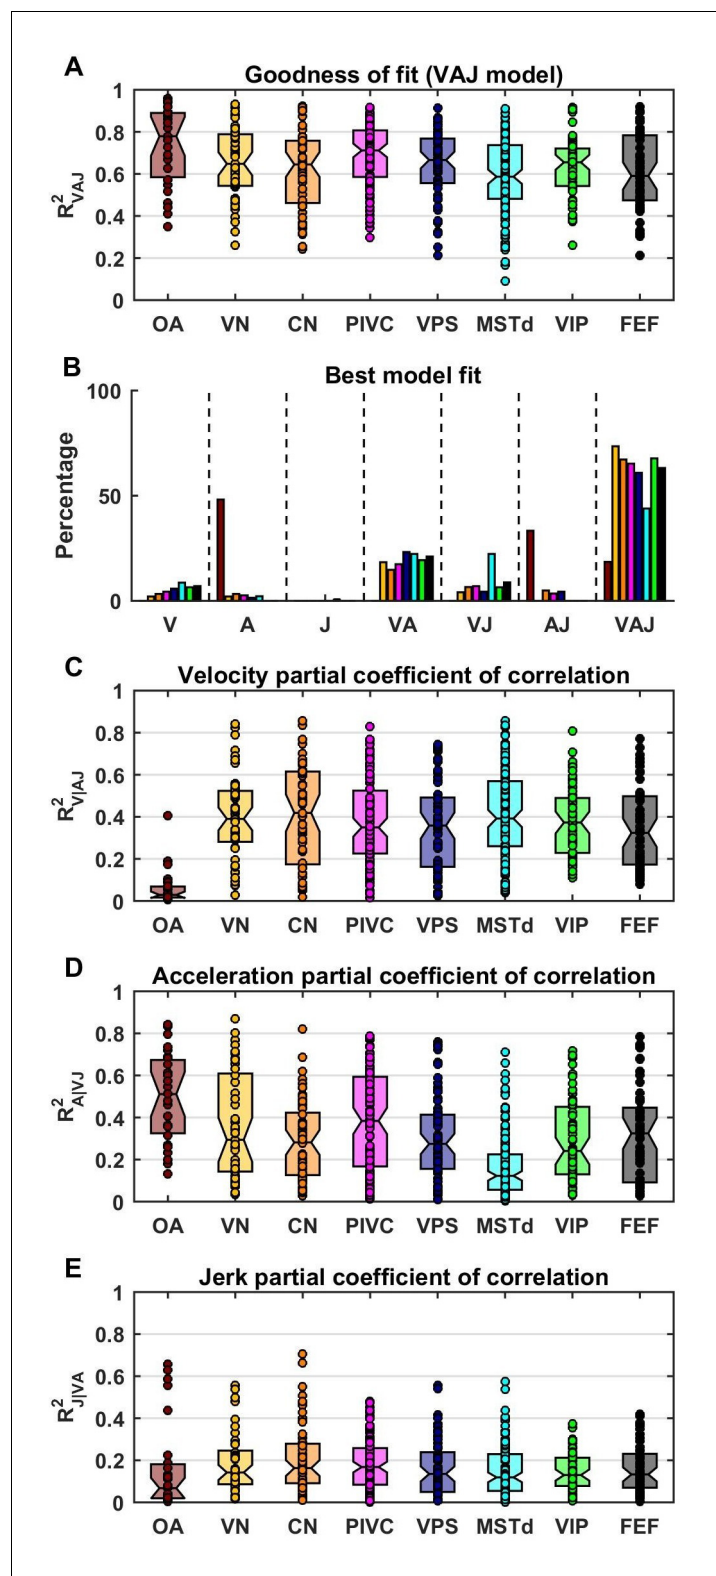 A
Goodness of fit (VAJ model)
1
0.8
0.6
0.4
0.2
0
R²VAJ
OA VN CN PIVC VPS MSTd VIP FEF
B
Best model fit
100
50
0
Percentage
V A J VA VJ AJ VAJ
C
Velocity partial coefficient of correlation
1
0.8
0.6
0.4
0.2
0
R²V|AJ
OA VN CN PIVC VPS MSTd VIP FEF
D
Acceleration partial coefficient of correlation
1
0.8
0.6
0.4
0.2
0
R²A|VJ
OA VN CN PIVC VPS MSTd VIP FEF
E
Jerk partial coefficient of correlation
1
0.8
0.6
0.4
0.2
0
R²J|VA
OA VN CN PIVC VPS MSTd VIP FEF